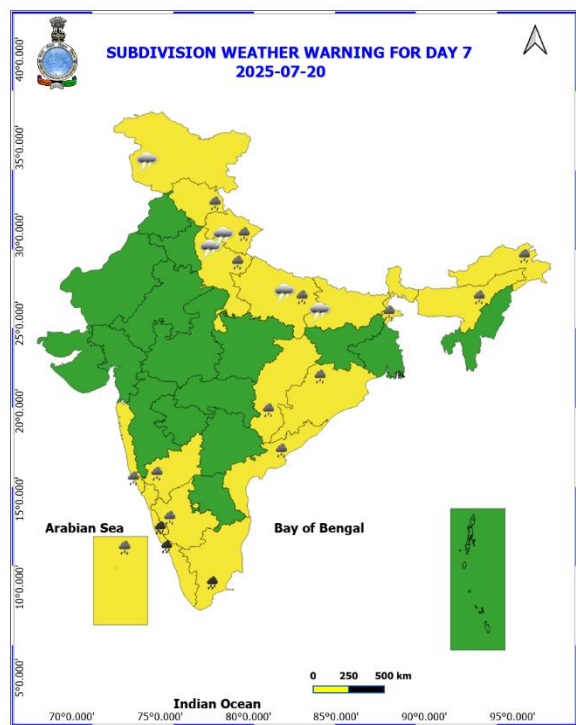 SUBDIVISION WEATHER WARNING FOR DAY 7
2025-07-20
40°0.000'
35°0.000'
30°0.000'
25°0.000'
20°0.000'
15°0.000'
10°0.000'
5°0.000'
Arabian Sea
Bay of Bengal
0 250 500 km
Indian Ocean
70°0.000' 75°0.000' 80°0.000' 85°0.000' 90°0.000' 95°0.000'